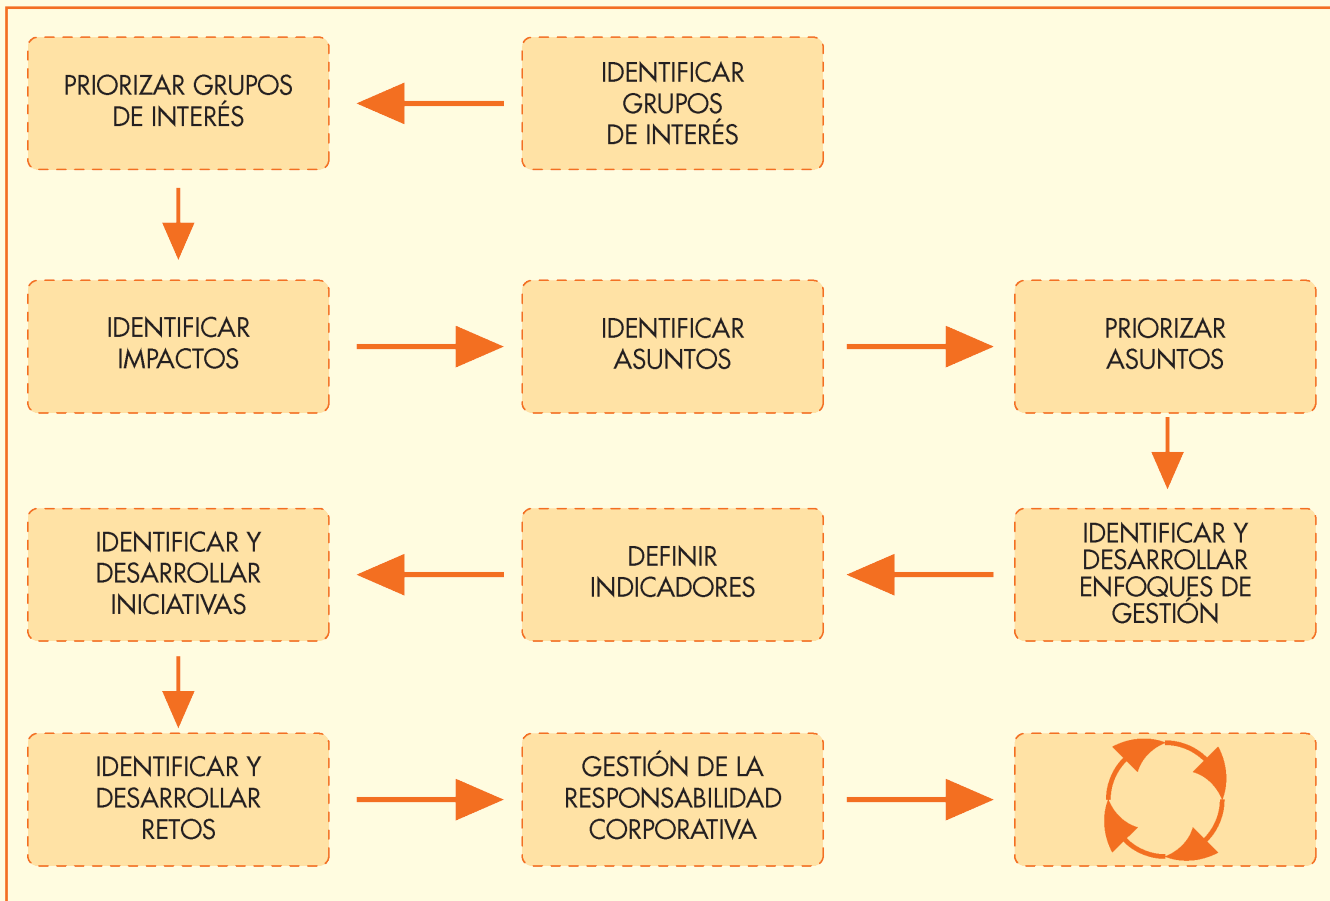 PRIORIZAR GRUPOS
DE INTERÉS
IDENTIFICAR
GRUPOS
DE INTERÉS
IDENTIFICAR
IMPACTOS
IDENTIFICAR
ASUNTOS
PRIORIZAR
ASUNTOS
IDENTIFICAR Y
DESARROLLAR
INICIATIVAS
DEFINIR
INDICADORES
IDENTIFICAR Y
DESARROLLAR
ENFOQUES DE
GESTIÓN
IDENTIFICAR Y
DESARROLLAR
RETOS
GESTIÓN DE LA
RESPONSABILIDAD
CORPORATIVA